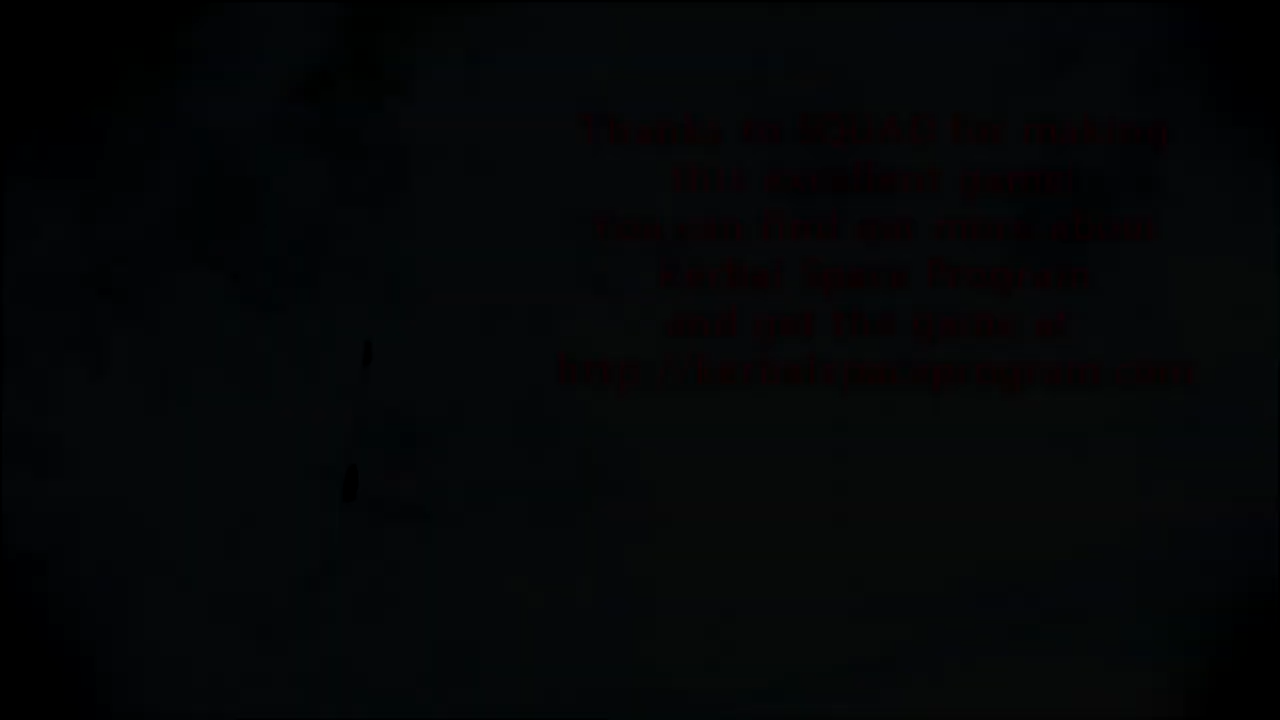 Thanks to SQUAD for making
this excellent game.
You can find out more about
Kerbal Space Program
and get the game at
http://kerbalspaceprogram.com